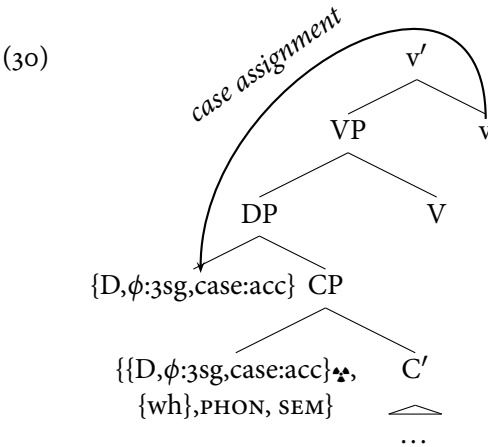 (30)
case assignment
v′
VP
v
DP
V
{D,ϕ:3sg,case:acc} CP
{{D,ϕ:3sg,case:acc}☢,
{wh},PHON, SEM}
C′
…